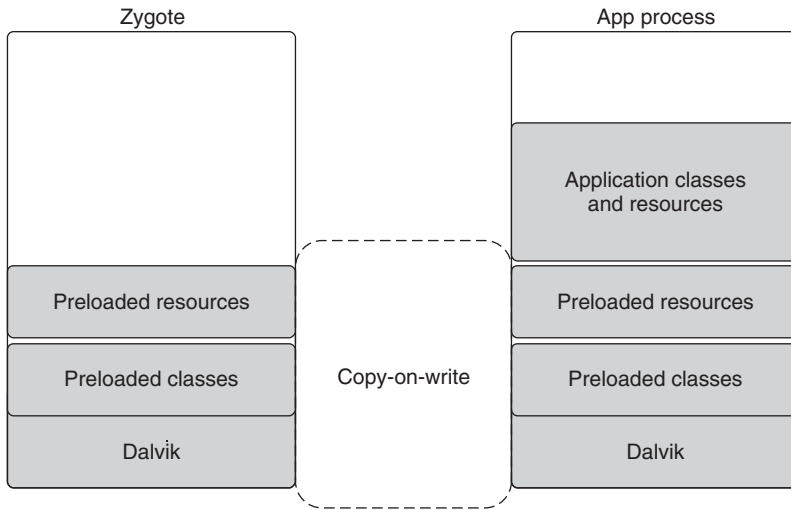 Zygote
App process
Application classes
and resources
Preloaded resources
Preloaded resources
Preloaded classes
Copy-on-write
Preloaded classes
Dalvik
Dalvik